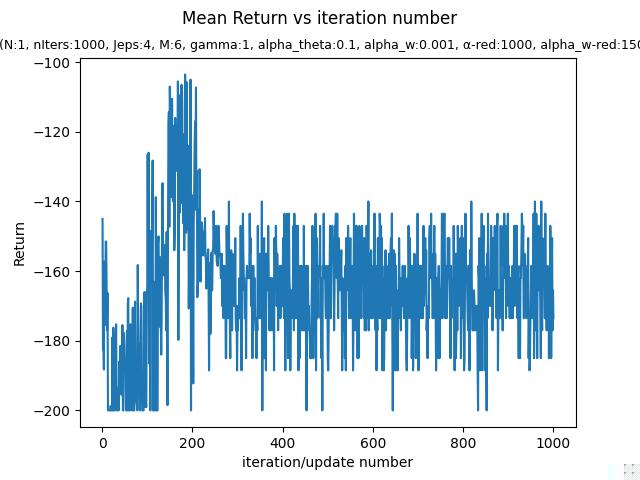 Mean Return vs iteration number
(N:1, nIters:1000, Jeps:4, M:6, gamma:1, alpha_theta:0.1, alpha_w:0.001, α-red:1000, alpha_w-red:150
Return
−100
−120
−140
−160
−180
−200
0 200 400 600 800 1000
iteration/update number